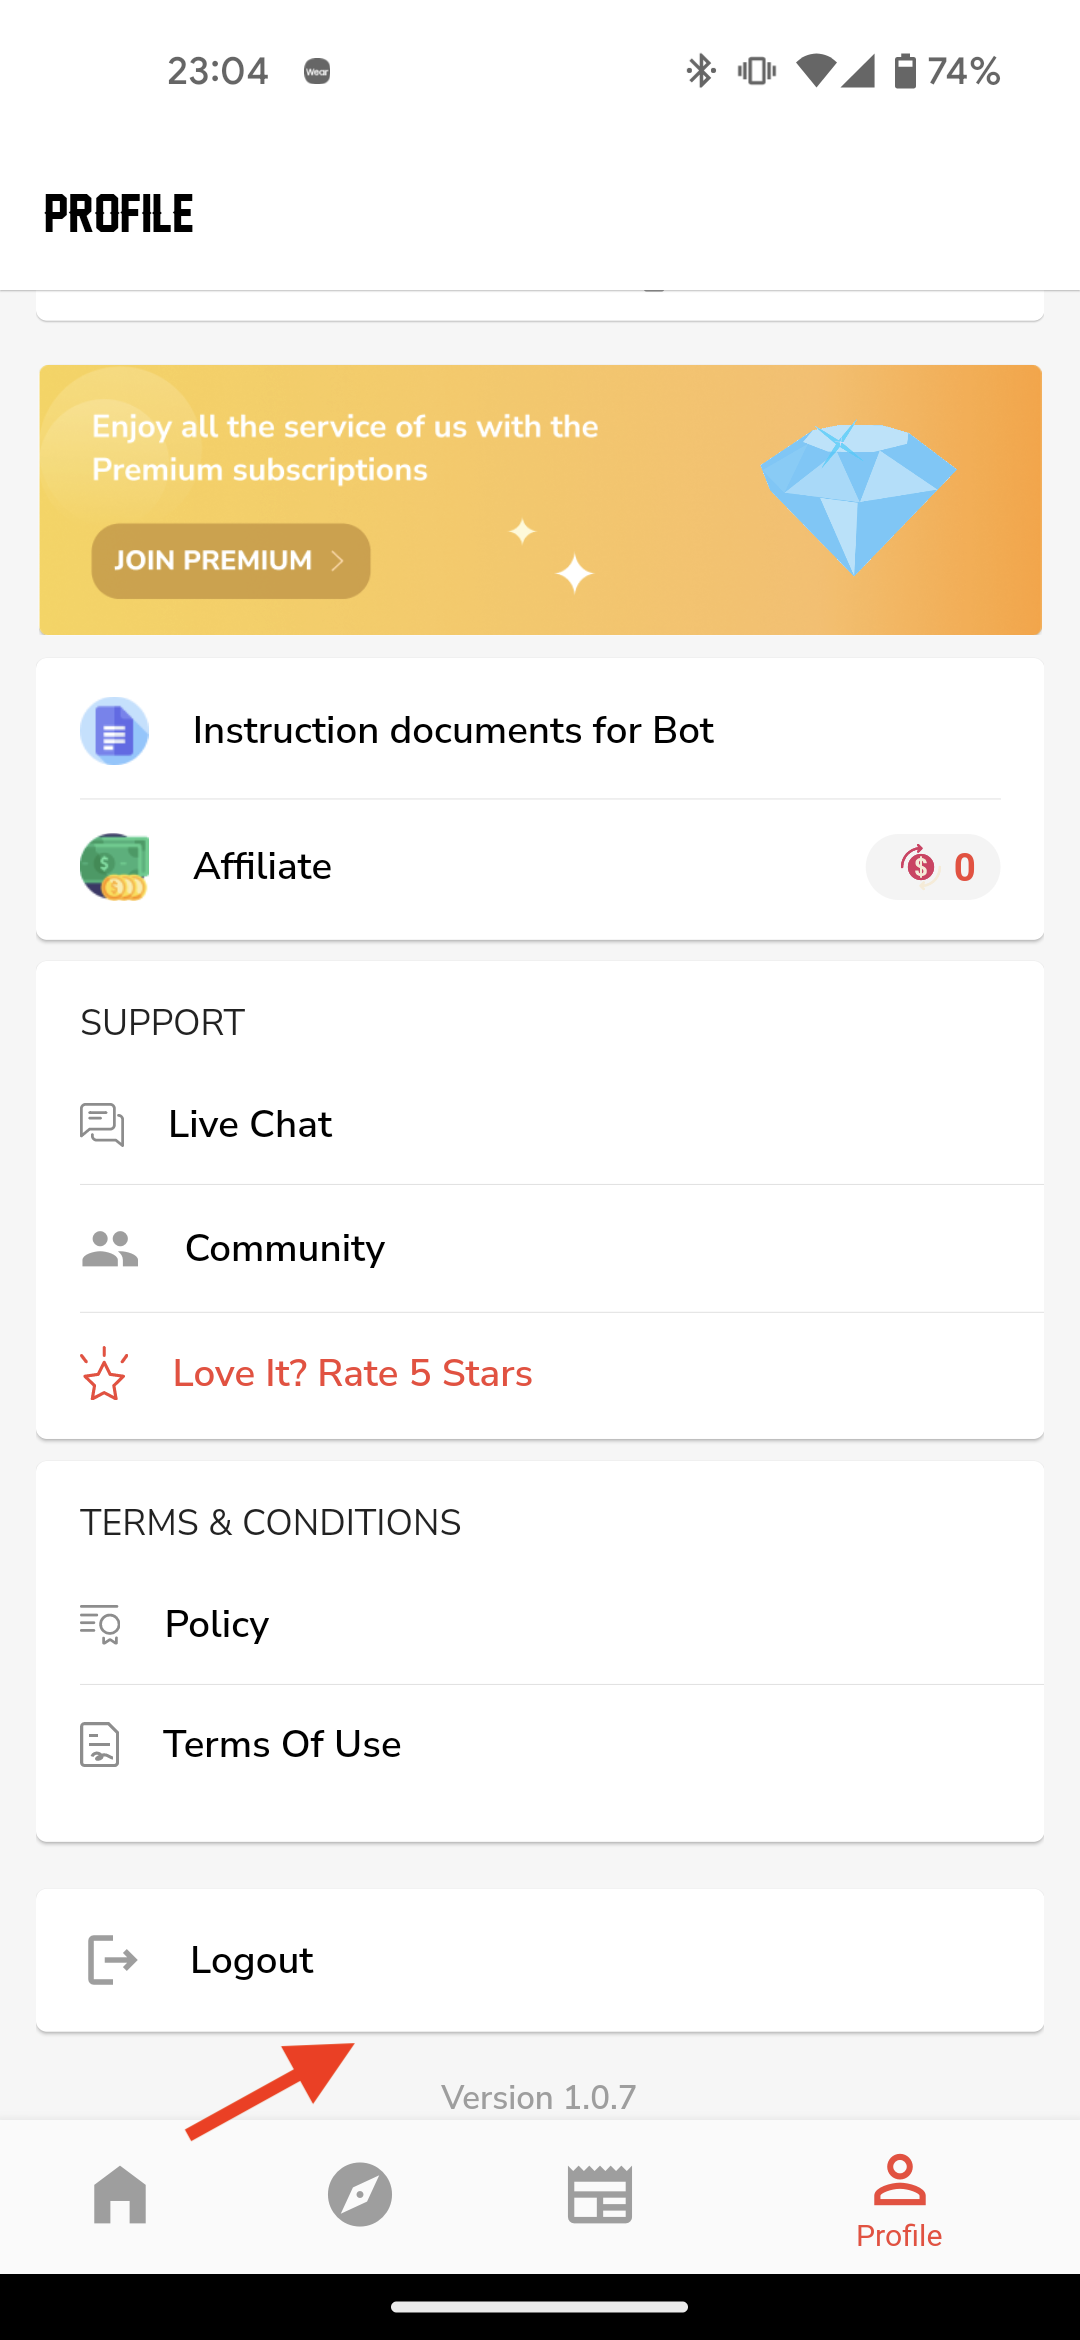 23:04
Wear
74%
PROFILE
Enjoy all the service of us with the
Premium subscriptions
JOIN PREMIUM
Instruction documents for Bot
Affiliate
0
SUPPORT
Live Chat
Community
Love It? Rate 5 Stars
TERMS & CONDITIONS
Policy
Terms Of Use
Logout
Version 1.0.7
Profile